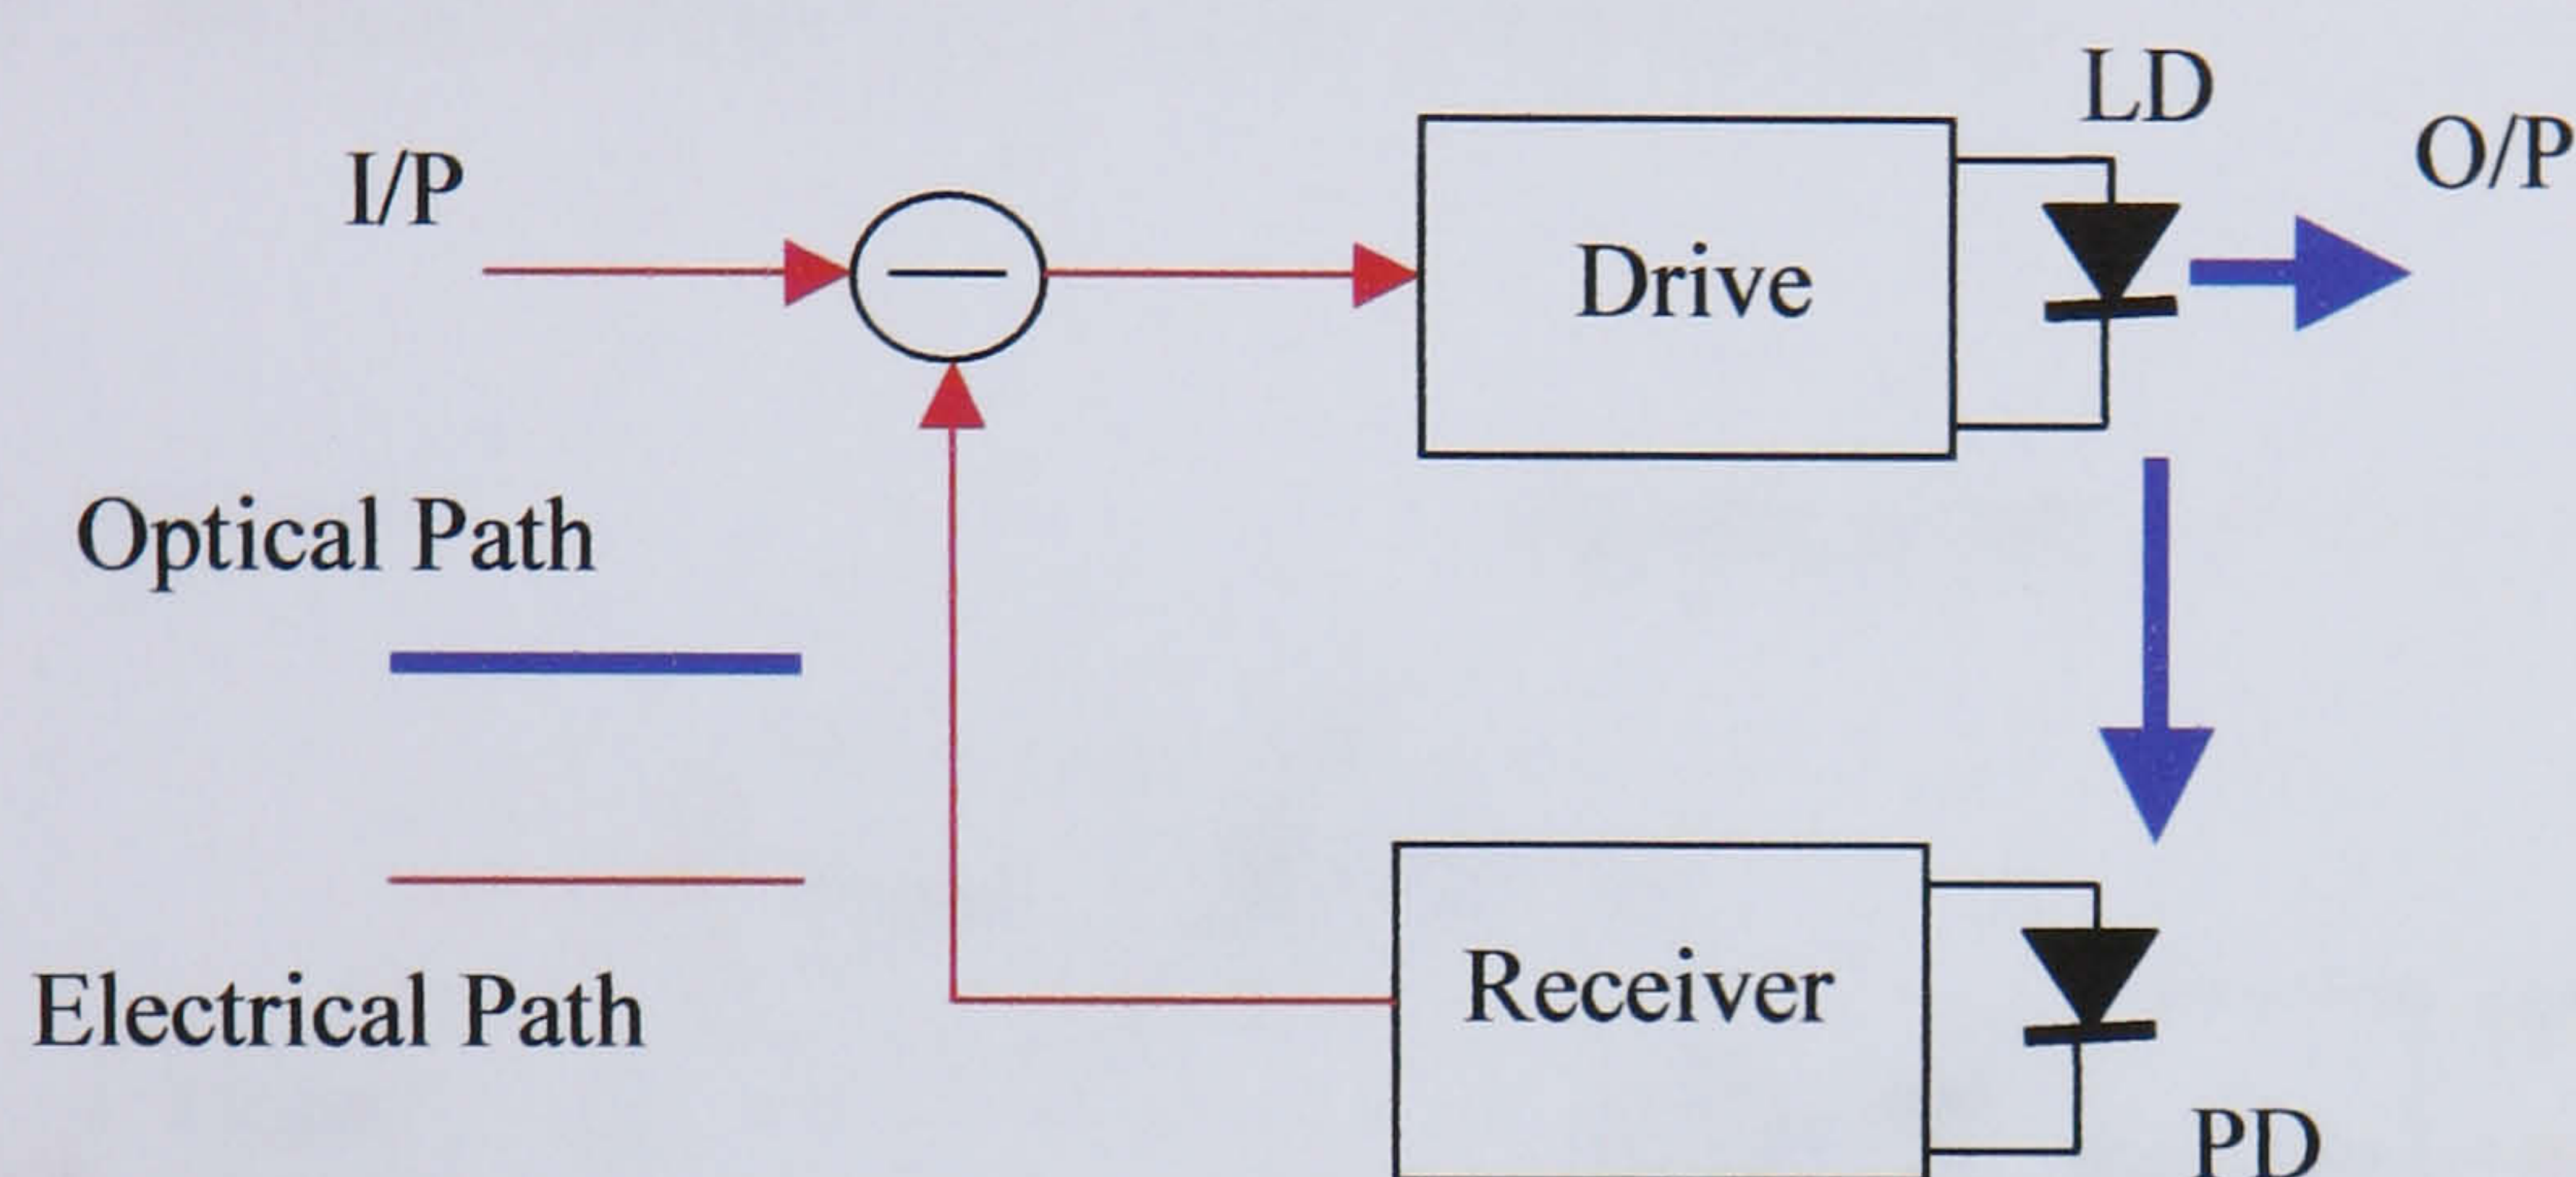 LD
O/P
I/P
Drive
Optical Path
Receiver
Electrical Path
PD